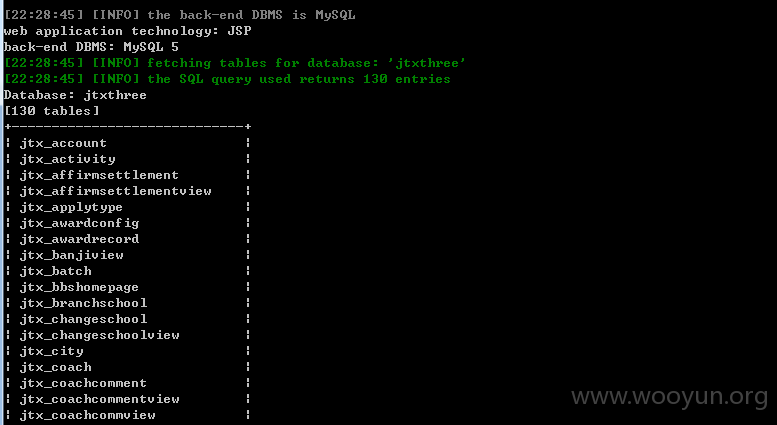 [22:28:45] [INFO] the back-end DBMS is MySQL
web application technology: JSP
back-end DBMS: MySQL 5
[22:28:45] [INFO] fetching tables for database: 'jtxthree'
[22:28:45] [INFO] the SQL query used returns 130 entries
Database: jtxthree
[130 tables]
+-----------------------------+
| jtx_account |
| jtx_activity |
| jtx_affirmsettlement |
| jtx_affirmsettlementview |
| jtx_applytype |
| jtx_awardconfig |
| jtx_awardrecord |
| jtx_banjiview |
| jtx_batch |
| jtx_bbshomepage |
| jtx_branchschool |
| jtx_changeschool |
| jtx_changeschoolview |
| jtx_city |
| jtx_coach |
| jtx_coachcomment |
| jtx_coachcommentview |
| jtx_coachcommview |
www.wooyun.org